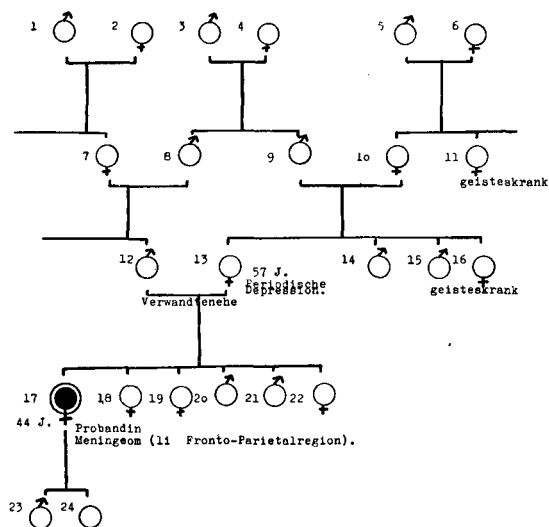 1 2 3 4 5 6
7 8 9 10 11
geisteskrank
12 13 57 J. 14 15 16
Periodische
Depression. geisteskrank
Verwandtenehe
17 18 19 20 21 22
44 J. Probandin
Meningeom (li Fronto-Parietalregion).
23 24